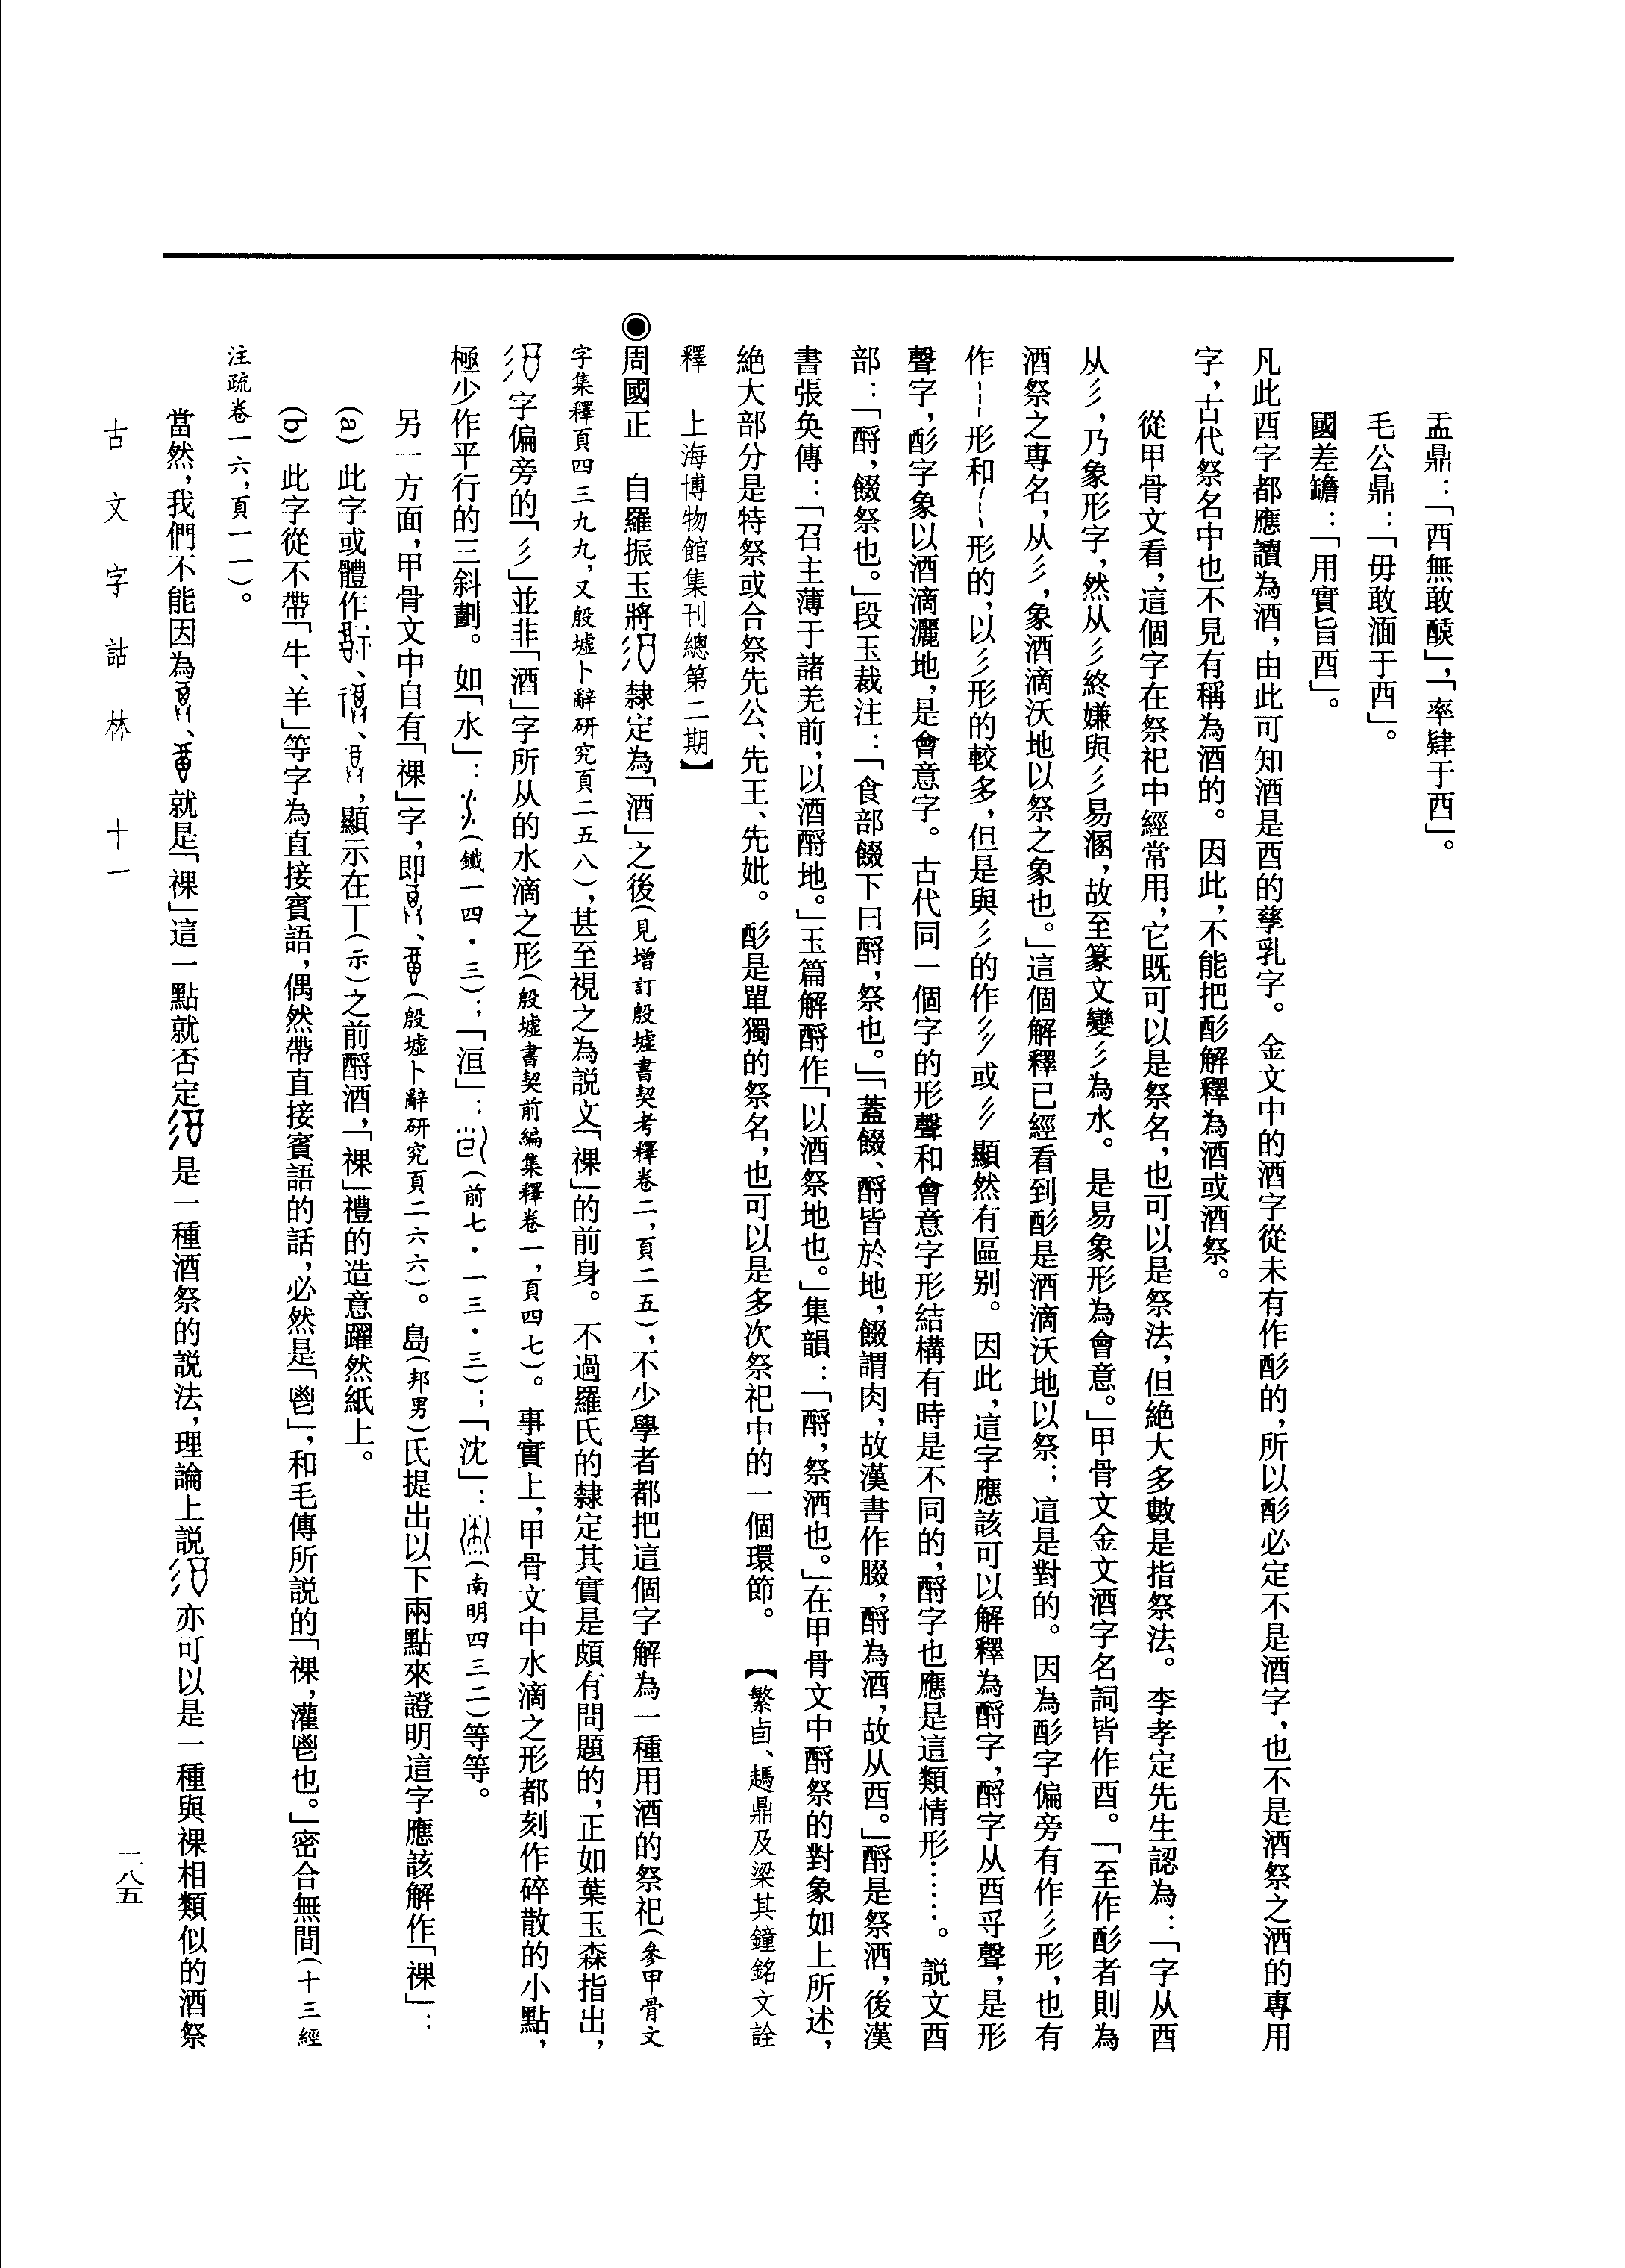 盂鼎：「酉無敢醆」，「率肄于酉」。
毛公鼎：「毋敢湎于酉」。
國差𦉜：「用實旨酉」。
凡此酉字都應讀為酒，由此可知酒是酉的孳乳字。金文中的酒字從未有作酌的，所以酌必定不是酒字，也不是酒祭之酒的專用
字，古代祭名中也不見有稱為酒的。因此，不能把酌解釋為酒或酒祭。
從甲骨文看，這個字在祭祀中經常用，它既可以是祭名，也可以是祭法，但絕大多數是指祭法。李孝定先生認為：「字从酉
从彡，乃象形字，然从彡終嫌與彡易溷，故至篆文變彡為水。是易象形為會意。」甲骨文金文酒字名詞皆作酉。「至作酌者則為
酒祭之專名，从彡，象酒滴沃地以祭之象也。」這個解釋已經看到酌是酒滴沃地以祭；這是對的。因為酌字偏旁有作彡形，也有
作形和形的，以彡形的較多，但是與彡的作或顯然有區别。因此，這字應該可以解釋為酹字，酹字从酉寽聲，是形
聲字，酌字象以酒滴灑地，是會意字。古代同一個字的形聲和會意字形結構有時是不同的，酹字也應是這類情形……。説文酉
部：「酹，餟祭也。」段玉裁注：「食部餟下曰酹，祭也。」「蓋餟、酹皆於地，餟謂肉，故漢書作腏，酹為酒，故从酉。」酹是祭酒，後漢
書張奐傳：「召主薄于諸羌前，以酒酹地。」玉篇解酹作「以酒祭地也。」集韻：「酹，祭酒也。」在甲骨文中酹祭的對象如上所述，
絕大部分是特祭或合祭先公、先王、先妣。酌是單獨的祭名，也可以是多次祭祀中的一個環節。【繁卣、趞鼎及梁其鐘銘文詮
釋　上海博物館集刊總第二期】
◉周國正　自羅振玉將隸定為「酒」之後（見增訂殷墟書契考釋卷二，頁二五），不少學者都把這個字解為一種用酒的祭祀（參甲骨文
字集釋頁四三九九，又殷墟卜辭研究頁二五八），甚至視之為説文「祼」的前身。不過羅氏的隸定其實是頗有問題的，正如葉玉森指出，
字偏旁的「彡」並非「酒」字所从的水滴之形（殷墟書契前編集釋卷一，頁四七）。事實上，甲骨文中水滴之形都刻作碎散的小點，
極少作平行的三斜劃。如「水」：（鐵一四·三）；「洹」：（前七·一三·三）；「沈」：（南明四三二）等等。
另一方面，甲骨文中自有「祼」字，即、（殷墟卜辭研究頁二六六）。島（邦男）氏提出以下兩點來證明這字應該解作「祼」：
(a) 此字或體作、、，顯示在丅（示）之前酹酒，「祼」禮的造意躍然紙上。
(b) 此字從不帶「牛、羊」等字為直接賓語，偶然帶直接賓語的話，必然是「鬯」，和毛傳所説的「祼，灌鬯也。」密合無間（十三經
注疏卷一六，頁一一）。
當然，我們不能因為、就是「祼」這一點就否定是一種酒祭的説法，理論上説亦可以是一種與祼相類似的酒祭
古文字詁林　十一
二八五